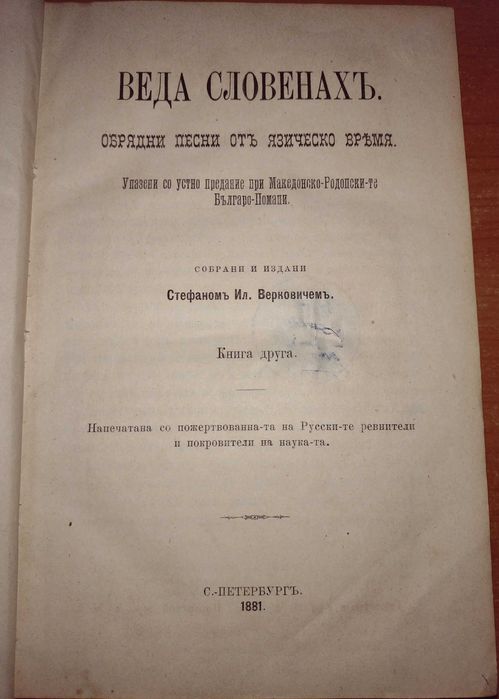 ВЕДА СЛОВЕНАХЪ.
ОБРЯДНИ ПЕСНИ ОТЪ ЯЗИЧЕСКО ВРѢМЯ.
Упазени со устно предание при Македонско-Родопски-те
Българо-Помаци.
СОБРАНИ И ИЗДАНИ
Стефаномъ Ил. Верковичемъ.
Книга друга.
Напечатана со пожертвованна-та на Русски-те ревнители
и покровители на наука-та.
С.-ПЕТЕРБУРГЪ.
1881.